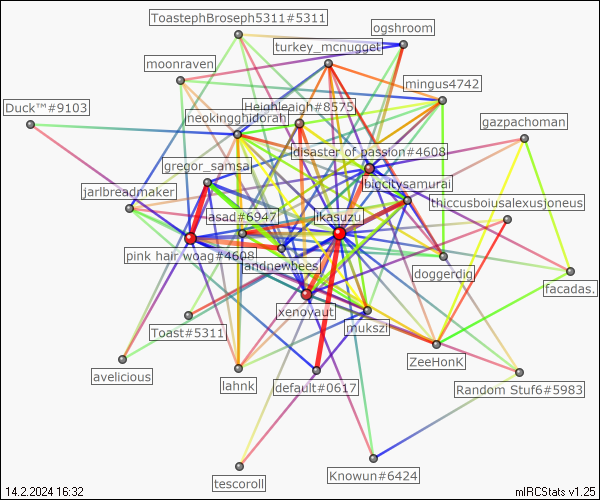 ToastephBroseph5311#5311
ogshroom
turkey_mcnugget
moonraven
mingus4742
Duck™#9103
Heighleigh#8575
neokingghidorah
gazpachoman
disaster of passion#4608
gregor_samsa
bigcitysamurai
jarlbreadmaker
thiccusboiusalexusjoneus
asad#6947
ikasuzu
pink hair woag#4608
landnewbees
doggerdig
facadas.
xenoyaut
mukszi
Toast#5311
ZeeHonK
avelicious
lahnk
default#0617
Random Stuf6#5983
Knowun#6424
tescoroll
14.2.2024 16:32
mIRCStats v1.25